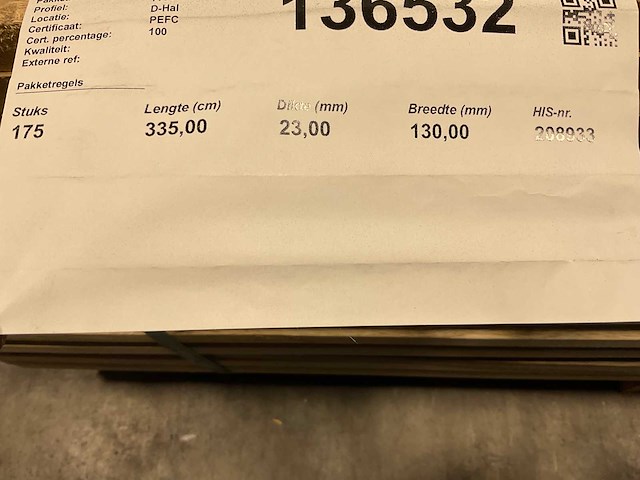 Profiel: D-Hal
Locatie: PEFC
Certificaat: 100
Cert. percentage:
Kwaliteit:
Externe ref:
136532
Pakketregels
Stuks Lengte (cm) Dikte (mm) Breedte (mm) HIS-nr.
175 335,00 23,00 130,00